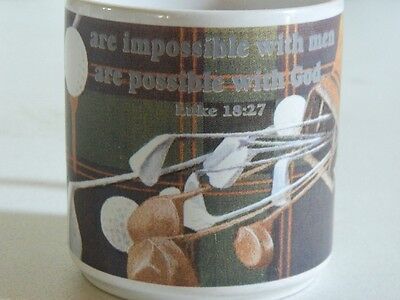 are impossible with men
are possible with God
Luke 18:27